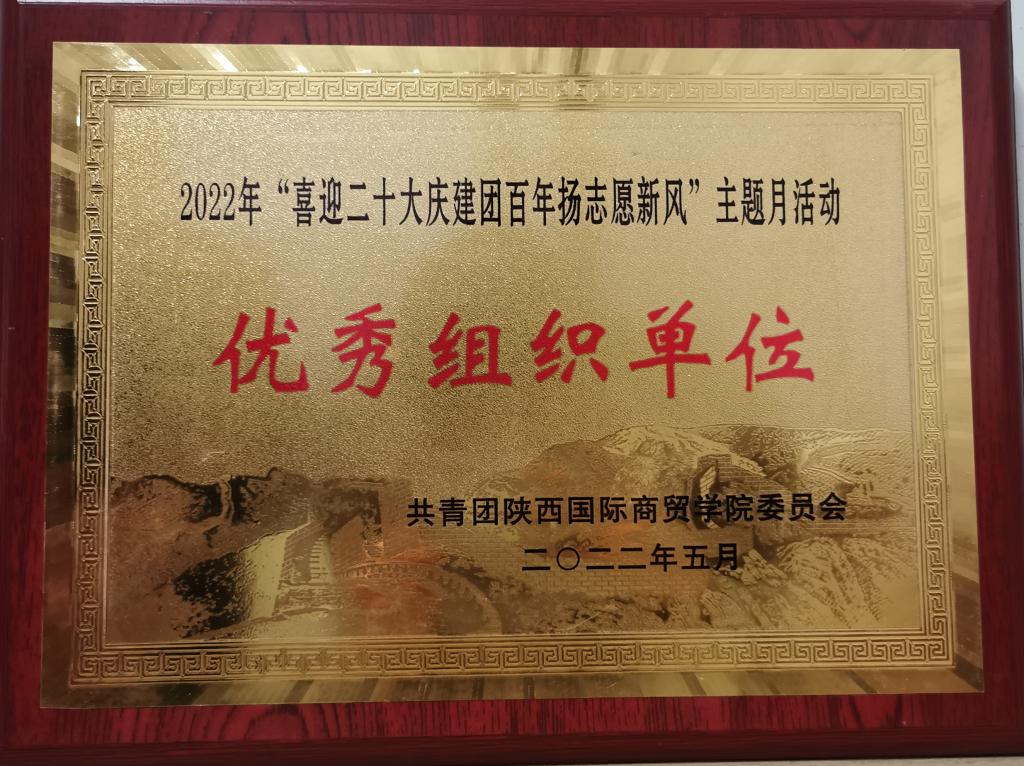 2022年“喜迎二十大庆建团百年扬志愿新风”主题月活动
优秀组织单位
共青团陕西国际商贸学院委员会
二〇二二年五月